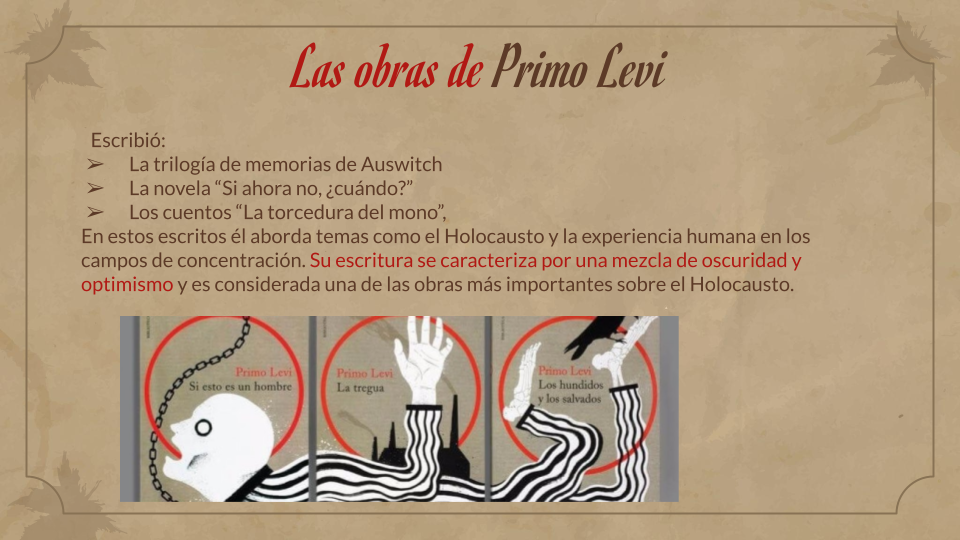 Las obras de Primo Levi
Escribió:
➢ La trilogía de memorias de Auswitch
➢ La novela “Si ahora no, ¿cuándo?”
➢ Los cuentos “La torcedura del mono”,
En estos escritos él aborda temas como el Holocausto y la experiencia humana en los
campos de concentración. Su escritura se caracteriza por una mezcla de oscuridad y
optimismo y es considerada una de las obras más importantes sobre el Holocausto.
Primo Levi
Si esto es un hombre
Primo Levi
La tregua
Primo Levi
Los hundidos
y los salvados